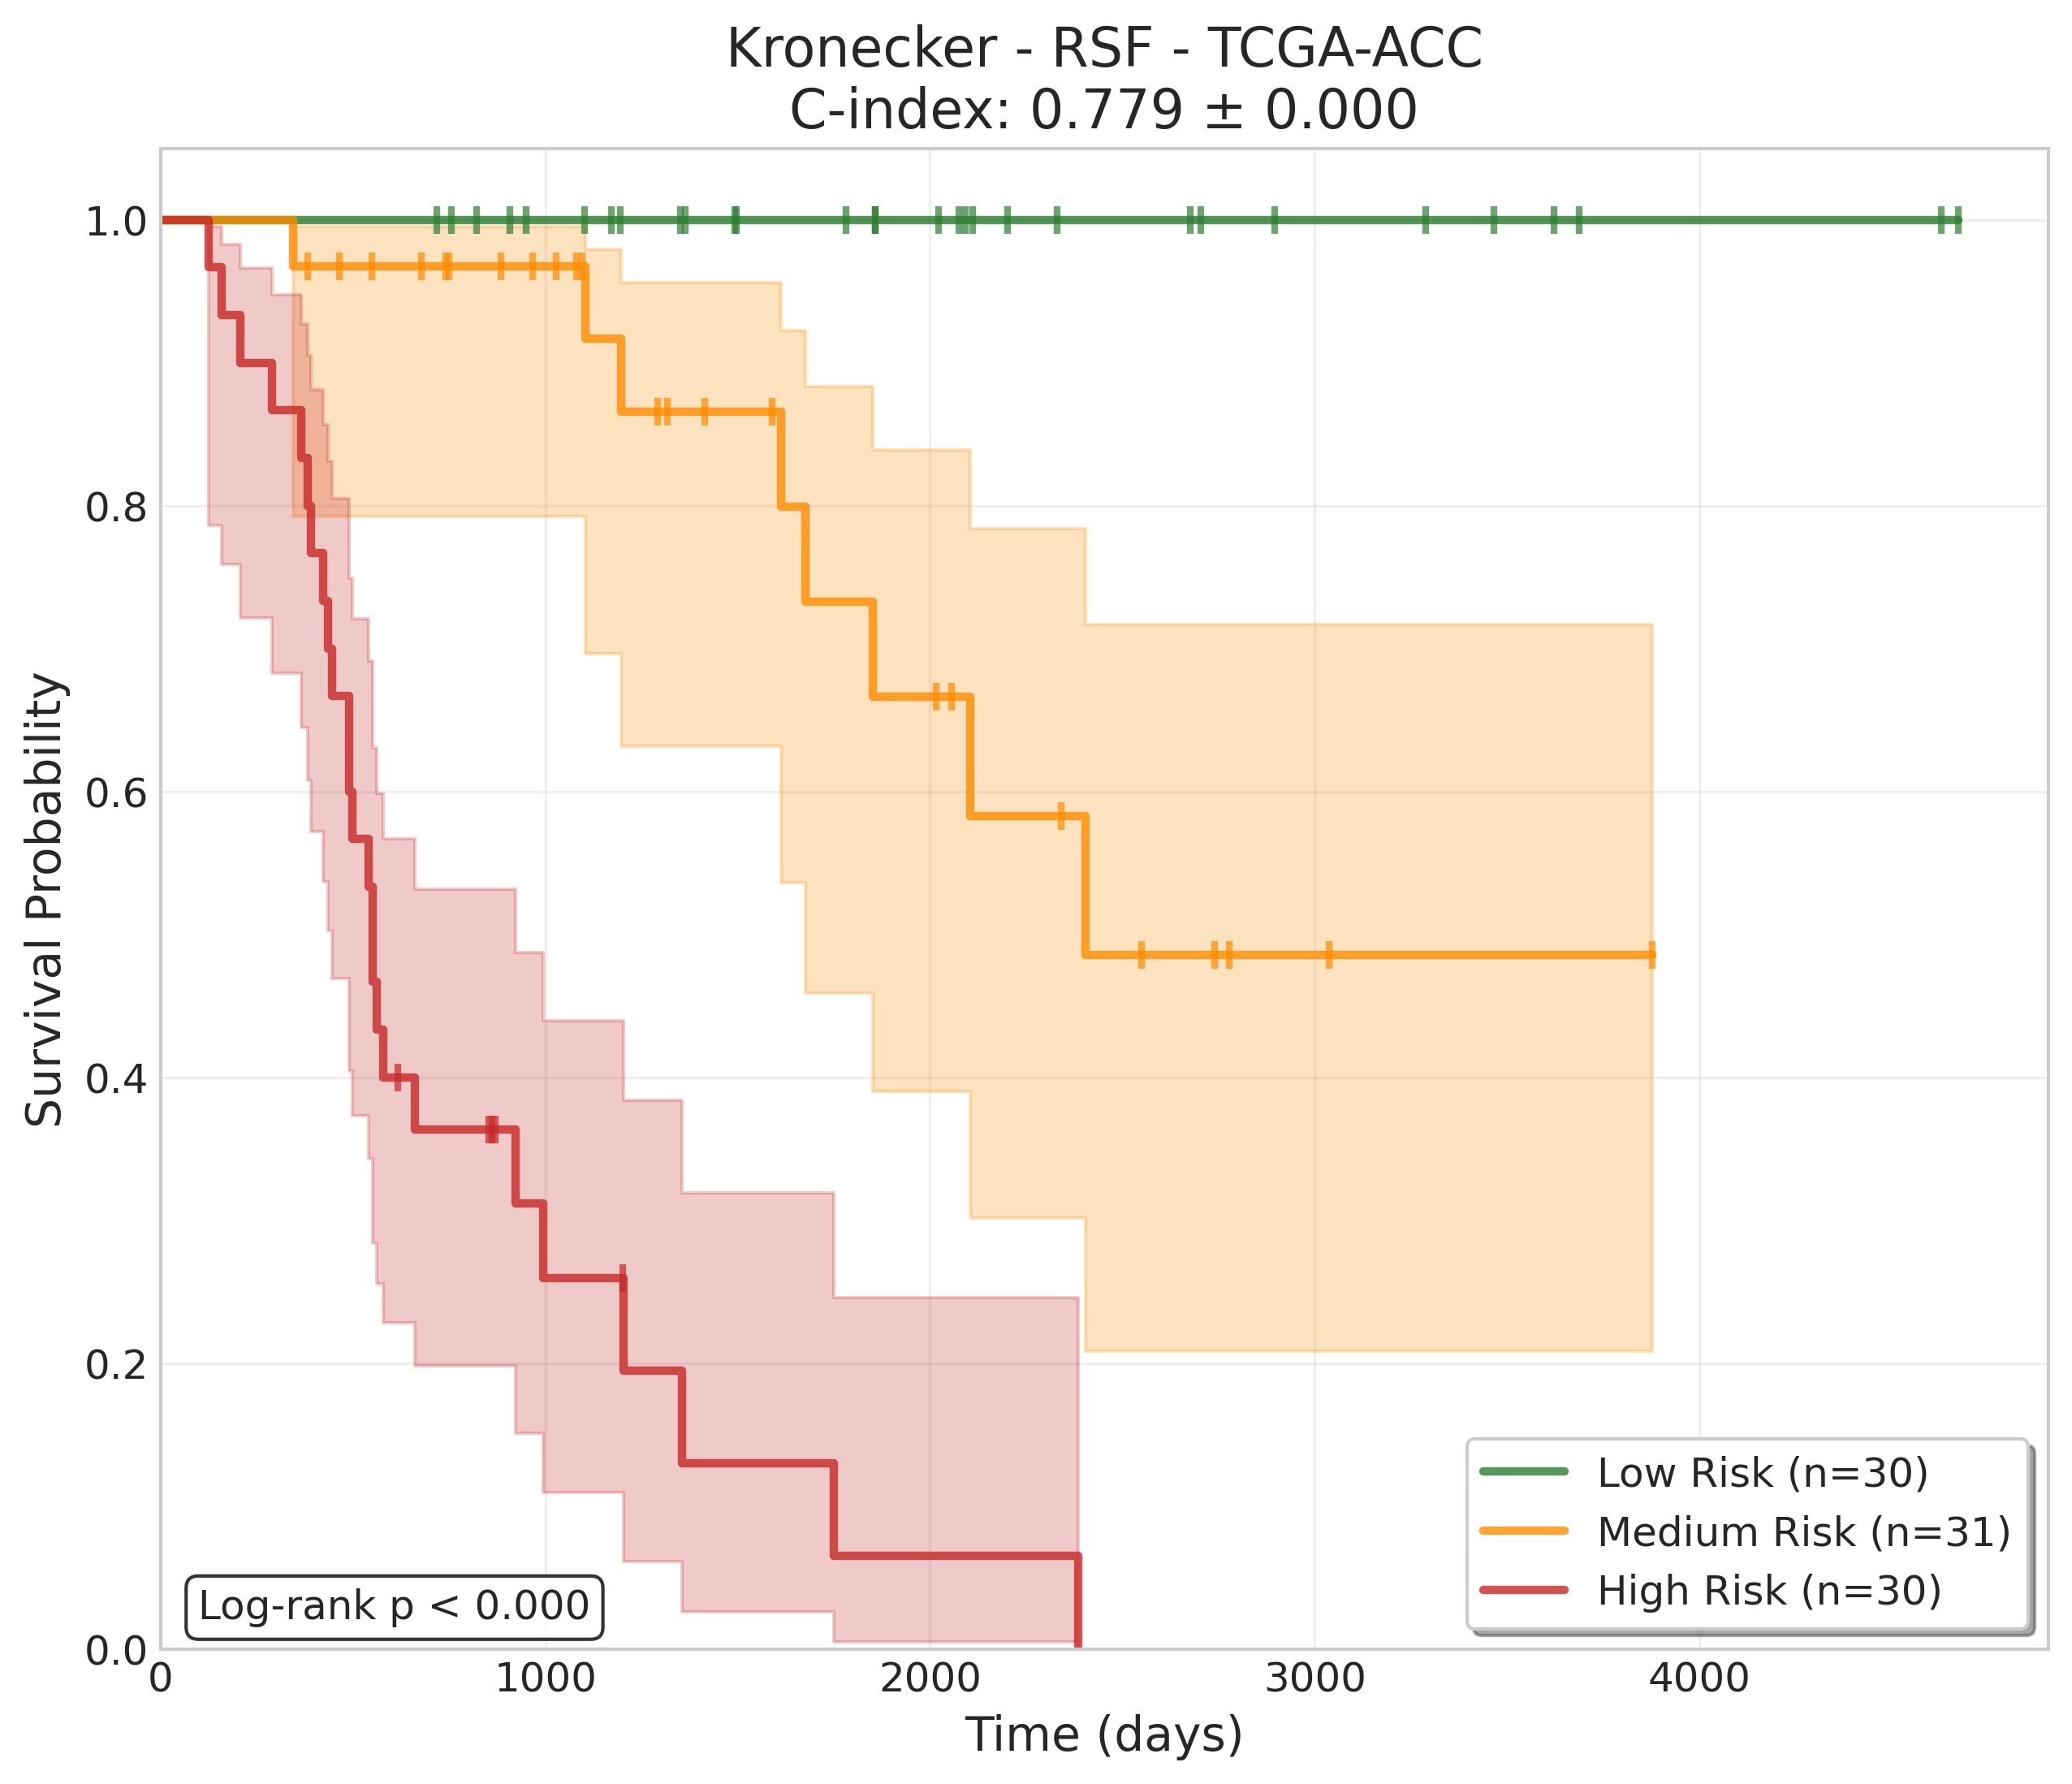 Kronecker - RSF - TCGA-ACC
C-index: 0.779 ± 0.000
Survival Probability
1.0
0.8
0.6
0.4
0.2
0.0
Log-rank p < 0.000
Low Risk (n=30)
Medium Risk (n=31)
High Risk (n=30)
0 1000 2000 3000 4000
Time (days)